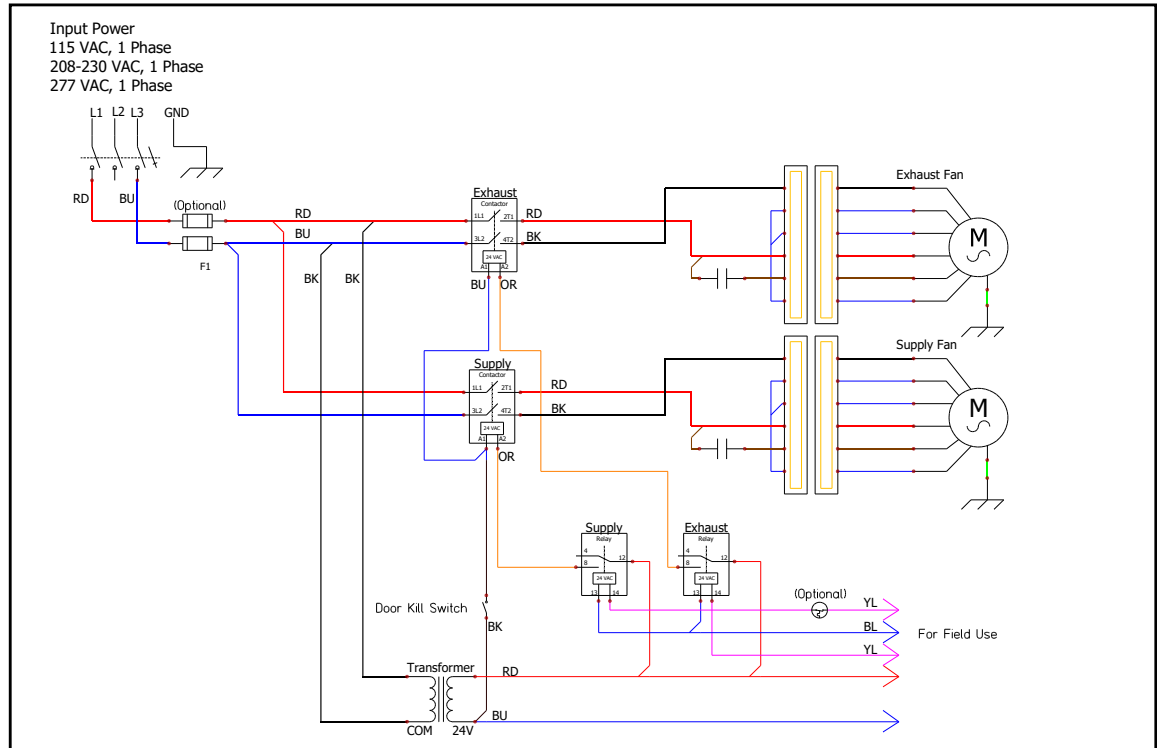 Input Power
115 VAC, 1 Phase
208-230 VAC, 1 Phase
277 VAC, 1 Phase
L1 L2 L3 GND
RD BU
(Optional)
F1
RD
BU
BK BK
Exhaust
Contactor
1L1 2T1
3L2 4T2
24 VAC
A1 A2
RD
BK
BU OR
Exhaust Fan
M
Supply
Contactor
1L1 2T1
3L2 4T2
24 VAC
A1 A2
RD
BK
OR
Supply Fan
M
Supply
Relay
4
8
12
24 VAC
13 14
Exhaust
Relay
4
8
12
24 VAC
13 14
Door Kill Switch
BK
(Optional)
YL
BL
YL
For Field Use
Transformer
RD
BU
COM 24V